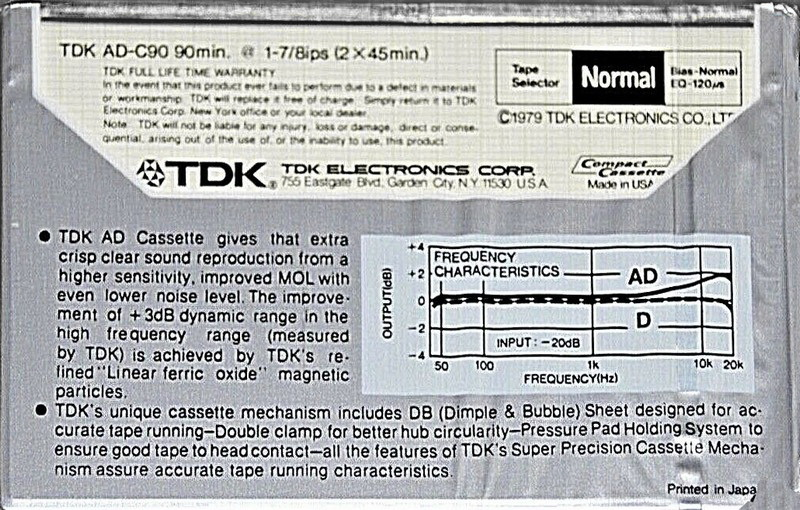 TDK AD-C90 90min. @ 1-7/8ips (2×45min.)
TDK FULL LIFE TIME WARRANTY
In the event that this product ever fails to perform due to a defect in materials
or workmanship. TDK will replace it free of charge. Simply return it to TDK
Electronics Corp. New York office or your local dealer.
Note. TDK will not be liable for any injury, loss or damage, direct or conse-
quential, arising out of the use of, or the inability to use, this product.
Tape
Selector
Normal
Bias-Normal
EQ-120μs
©1979 TDK ELECTRONICS CO., LT
TDK®
TDK ELECTRONICS CORP.
755 Eastgate Blvd, Garden City, N.Y. 11530 U.S.A.
Compact
Cassette
Made in USA
● TDK AD Cassette gives that extra
crisp clear sound reproduction from a
higher sensitivity, improved MOL with
even lower noise level. The improve-
ment of +3dB dynamic range in the
high frequency range (measured
by TDK) is achieved by TDK's re-
fined "Linear ferric oxide" magnetic
particles.
OUTPUT(dB)
+4
+2
0
−2
−4
FREQUENCY
CHARACTERISTICS
AD
D
INPUT : −20dB
50 100 1k 10k 20k
FREQUENCY(Hz)
● TDK's unique cassette mechanism includes DB (Dimple & Bubble) Sheet designed for ac-
curate tape running—Double clamp for better hub circularity—Pressure Pad Holding System to
ensure good tape to head contact—all the features of TDK's Super Precision Cassette Mecha-
nism assure accurate tape running characteristics.
Printed in Japa